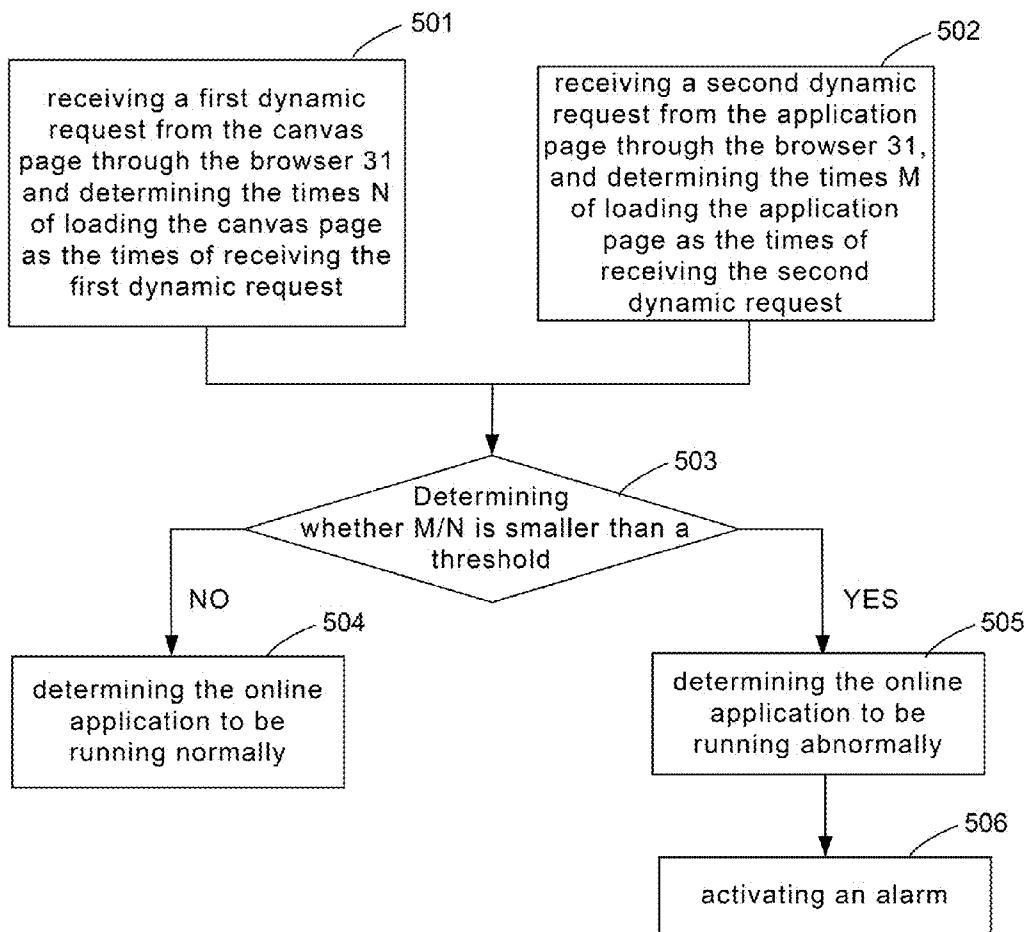 501
receiving a first dynamic
request from the canvas
page through the browser 31
and determining the times N
of loading the canvas page
as the times of receiving the
first dynamic request
502
receiving a second dynamic
request from the application
page through the browser 31,
and determining the times M
of loading the application
page as the times of
receiving the second
dynamic request
503
Determining
whether M/N is smaller than a
threshold
NO
YES
504
determining the online
application to be
running normally
505
determining the online
application to be
running abnormally
506
activating an alarm